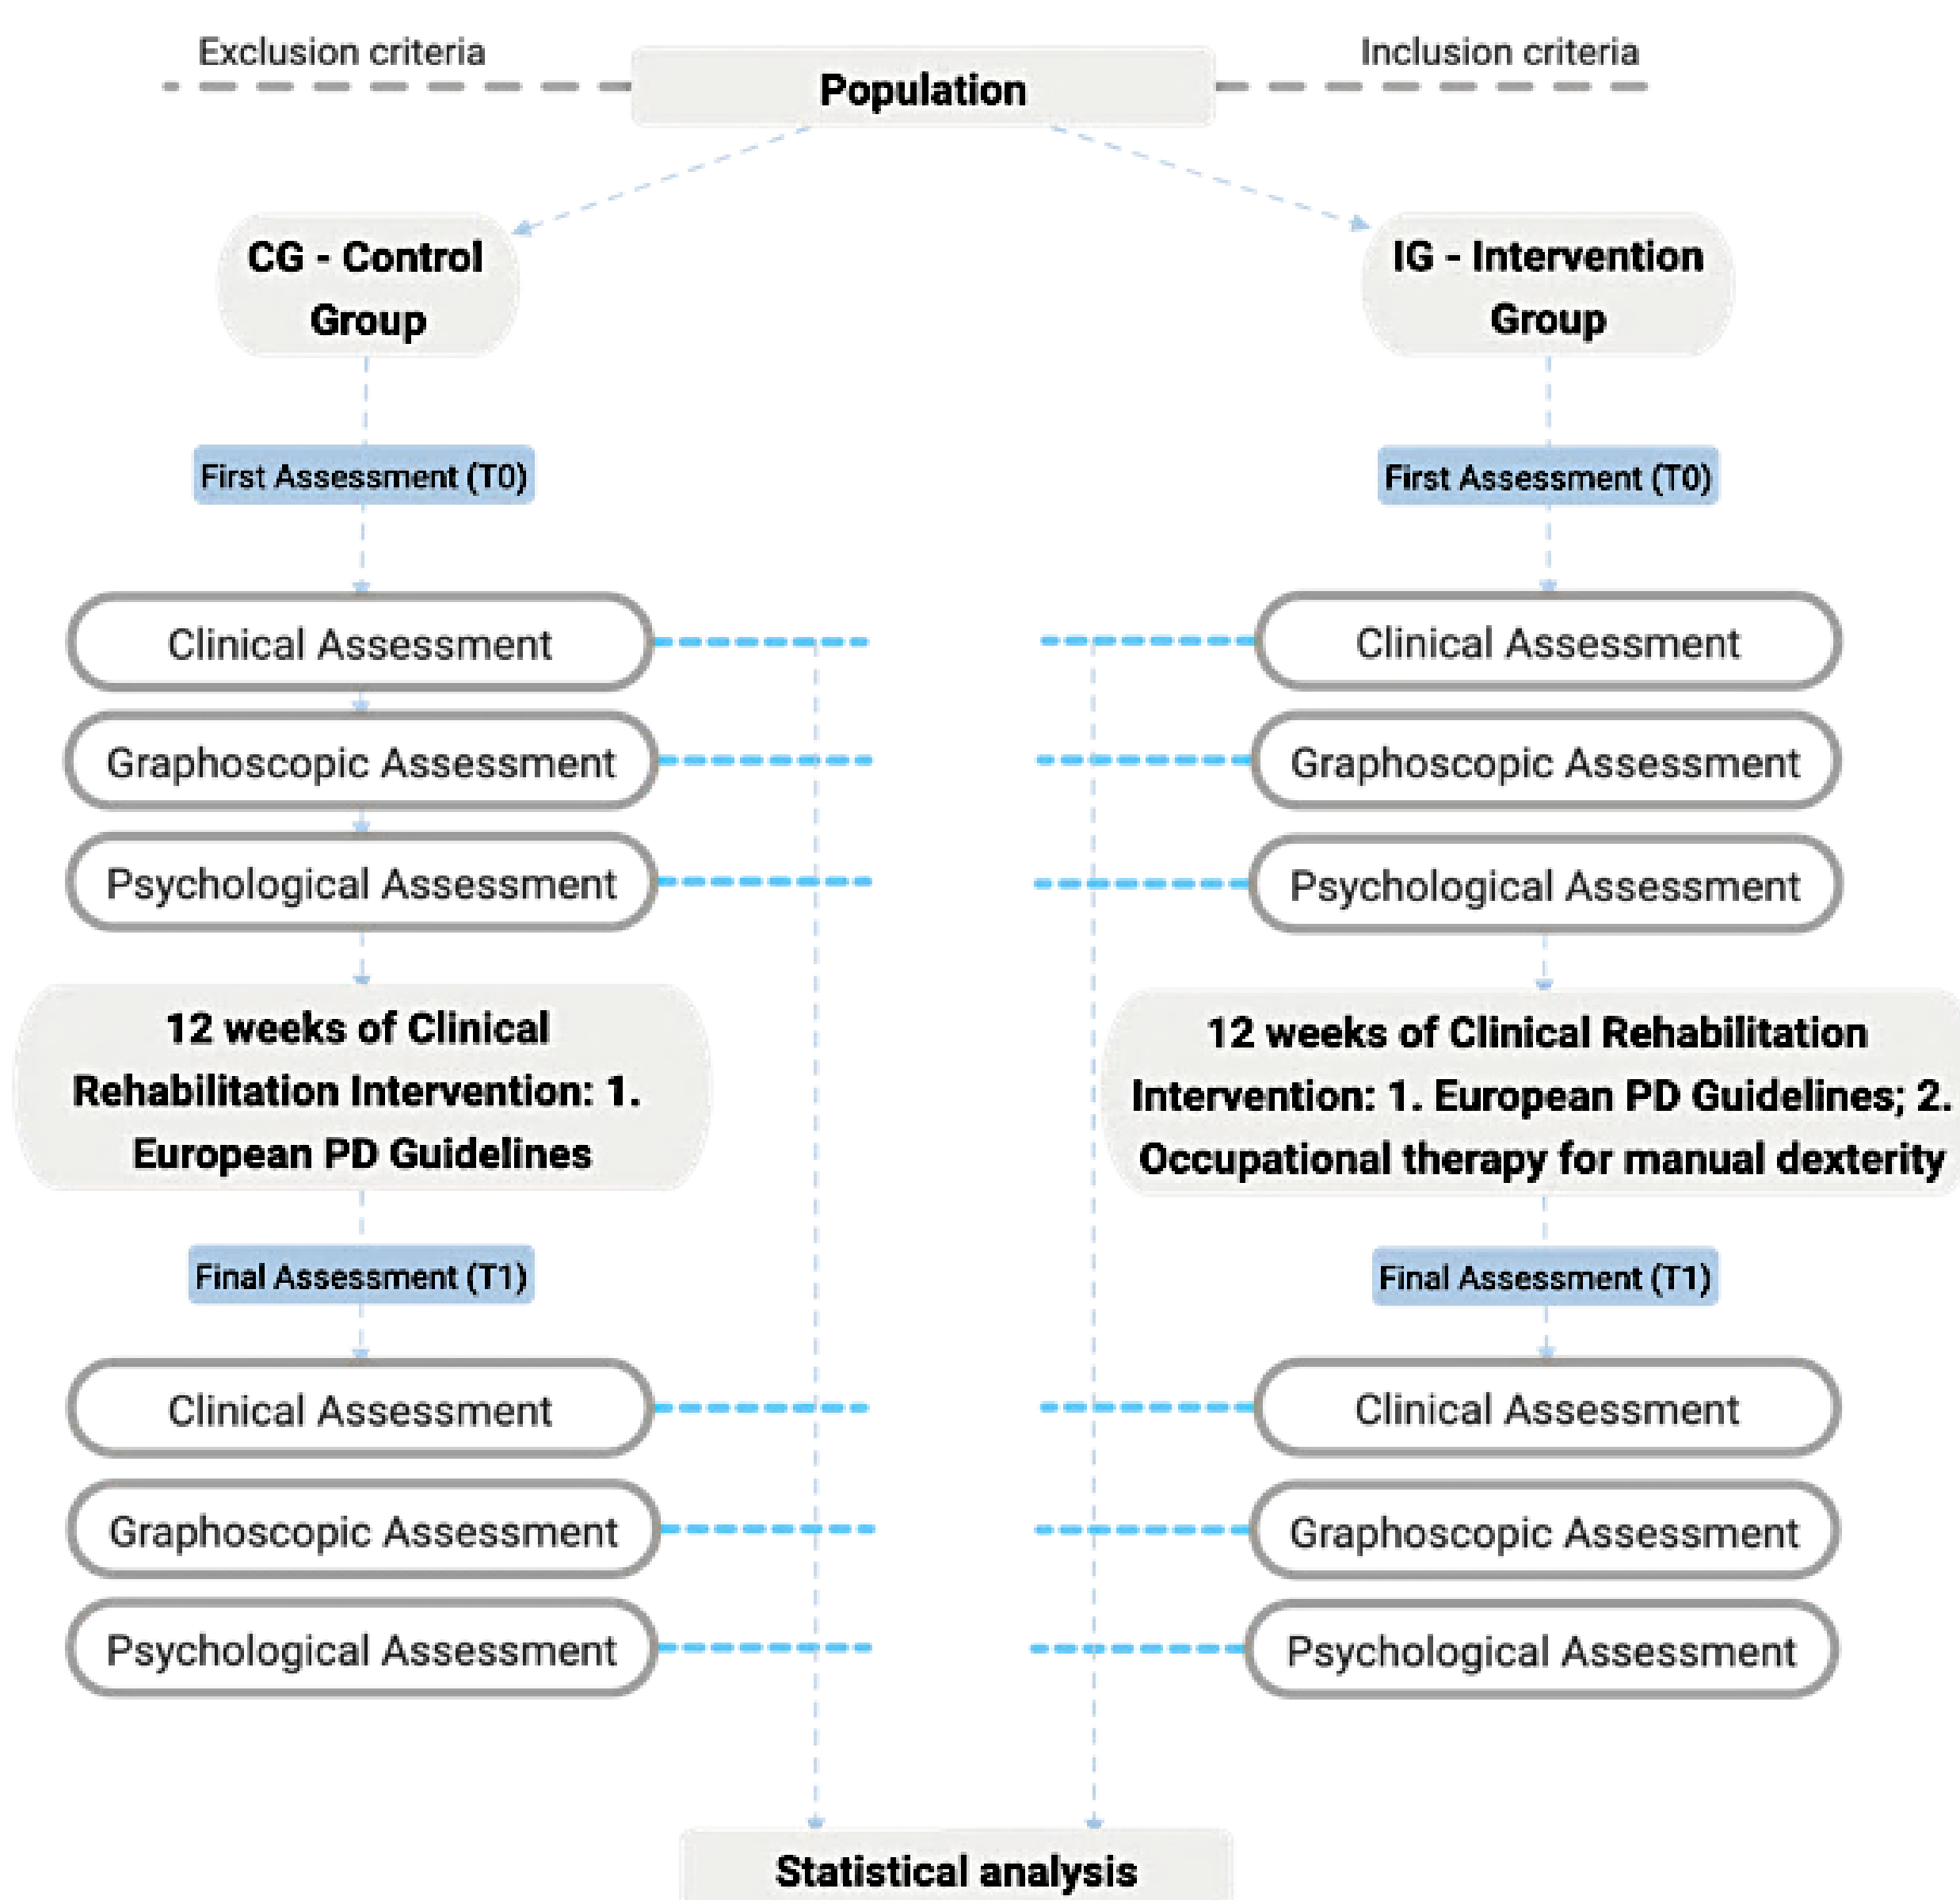 Exclusion criteria
Population
Inclusion criteria
CG - Control
Group
IG - Intervention
Group
First Assessment (T0)
First Assessment (T0)
Clinical Assessment
Clinical Assessment
Graphoscopic Assessment
Graphoscopic Assessment
Psychological Assessment
Psychological Assessment
12 weeks of Clinical
Rehabilitation Intervention: 1.
European PD Guidelines
12 weeks of Clinical Rehabilitation
Intervention: 1. European PD Guidelines; 2.
Occupational therapy for manual dexterity
Final Assessment (T1)
Final Assessment (T1)
Clinical Assessment
Clinical Assessment
Graphoscopic Assessment
Graphoscopic Assessment
Psychological Assessment
Psychological Assessment
Statistical analysis